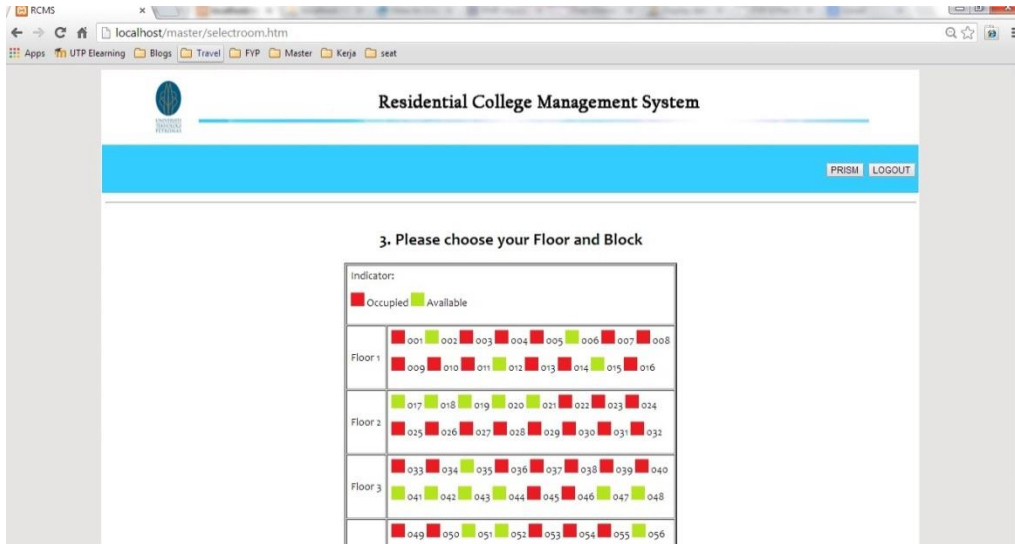 RCMS
localhost/master/selectroom.htm
Apps UTP Elearning Blogs Travel FYP Master Kerja seat
UNIVERSITI
TEKNOLOGI
PETRONAS
Residential College Management System
PRISM LOGOUT
3. Please choose your Floor and Block
Indicator:
Occupied Available
001 002 003 004 005 006 007 008
Floor 1
009 010 011 012 013 014 015 016
017 018 019 020 021 022 023 024
Floor 2
025 026 027 028 029 030 031 032
033 034 035 036 037 038 039 040
Floor 3
041 042 043 044 045 046 047 048
049 050 051 052 053 054 055 056